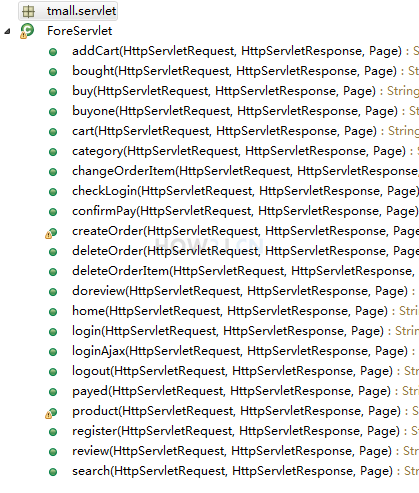 tmall.servlet
ForeServlet
addCart(HttpServletRequest, HttpServletResponse, Page) : Strin
bought(HttpServletRequest, HttpServletResponse, Page) : St
buy(HttpServletRequest, HttpServletResponse, Page) : String
buyone(HttpServletRequest, HttpServletResponse, Page) : St
cart(HttpServletRequest, HttpServletResponse, Page) : String
category(HttpServletRequest, HttpServletResponse, Page) : S
changeOrderItem(HttpServletRequest, HttpServletResponse,
checkLogin(HttpServletRequest, HttpServletResponse, Page)
confirmPay(HttpServletRequest, HttpServletResponse, Page)
createOrder(HttpServletRequest, HttpServletResponse, Page
deleteOrder(HttpServletRequest, HttpServletResponse, Page
deleteOrderItem(HttpServletRequest, HttpServletResponse,
doreview(HttpServletRequest, HttpServletResponse, Page) :
home(HttpServletRequest, HttpServletResponse, Page) : Stri
login(HttpServletRequest, HttpServletResponse, Page) : Strin
loginAjax(HttpServletRequest, HttpServletResponse, Page) :
logout(HttpServletRequest, HttpServletResponse, Page) : Str
payed(HttpServletRequest, HttpServletResponse, Page) : Stri
product(HttpServletRequest, HttpServletResponse, Page) : St
register(HttpServletRequest, HttpServletResponse, Page) : St
review(HttpServletRequest, HttpServletResponse, Page) : Str
search(HttpServletRequest, HttpServletResponse, Page) : Str